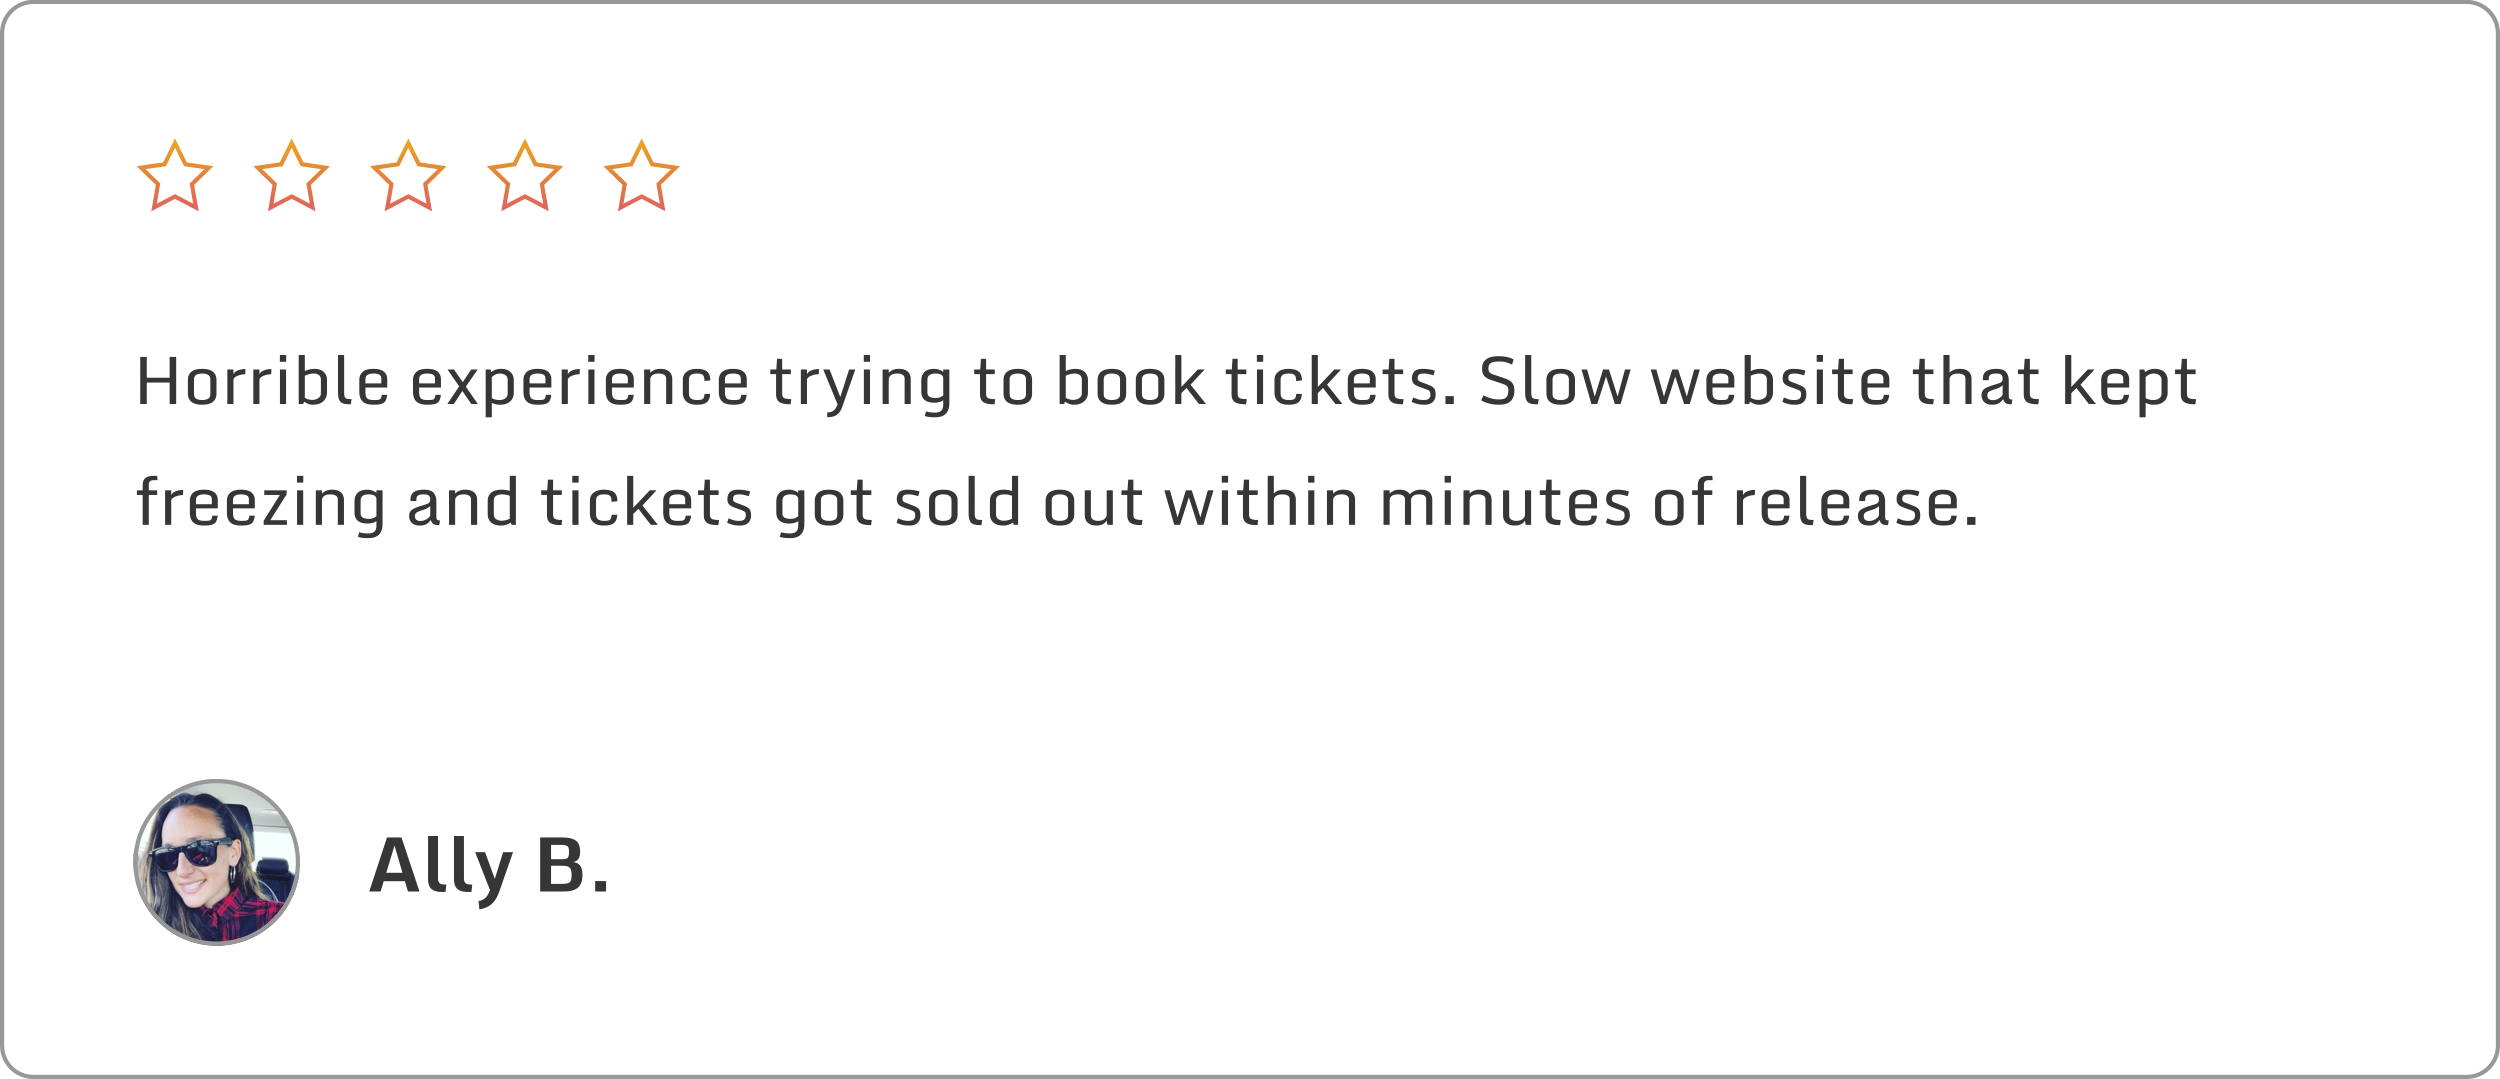 Horrible experience trying to book tickets. Slow website that kept
freezing and tickets got sold out within minutes of release.
Ally B.